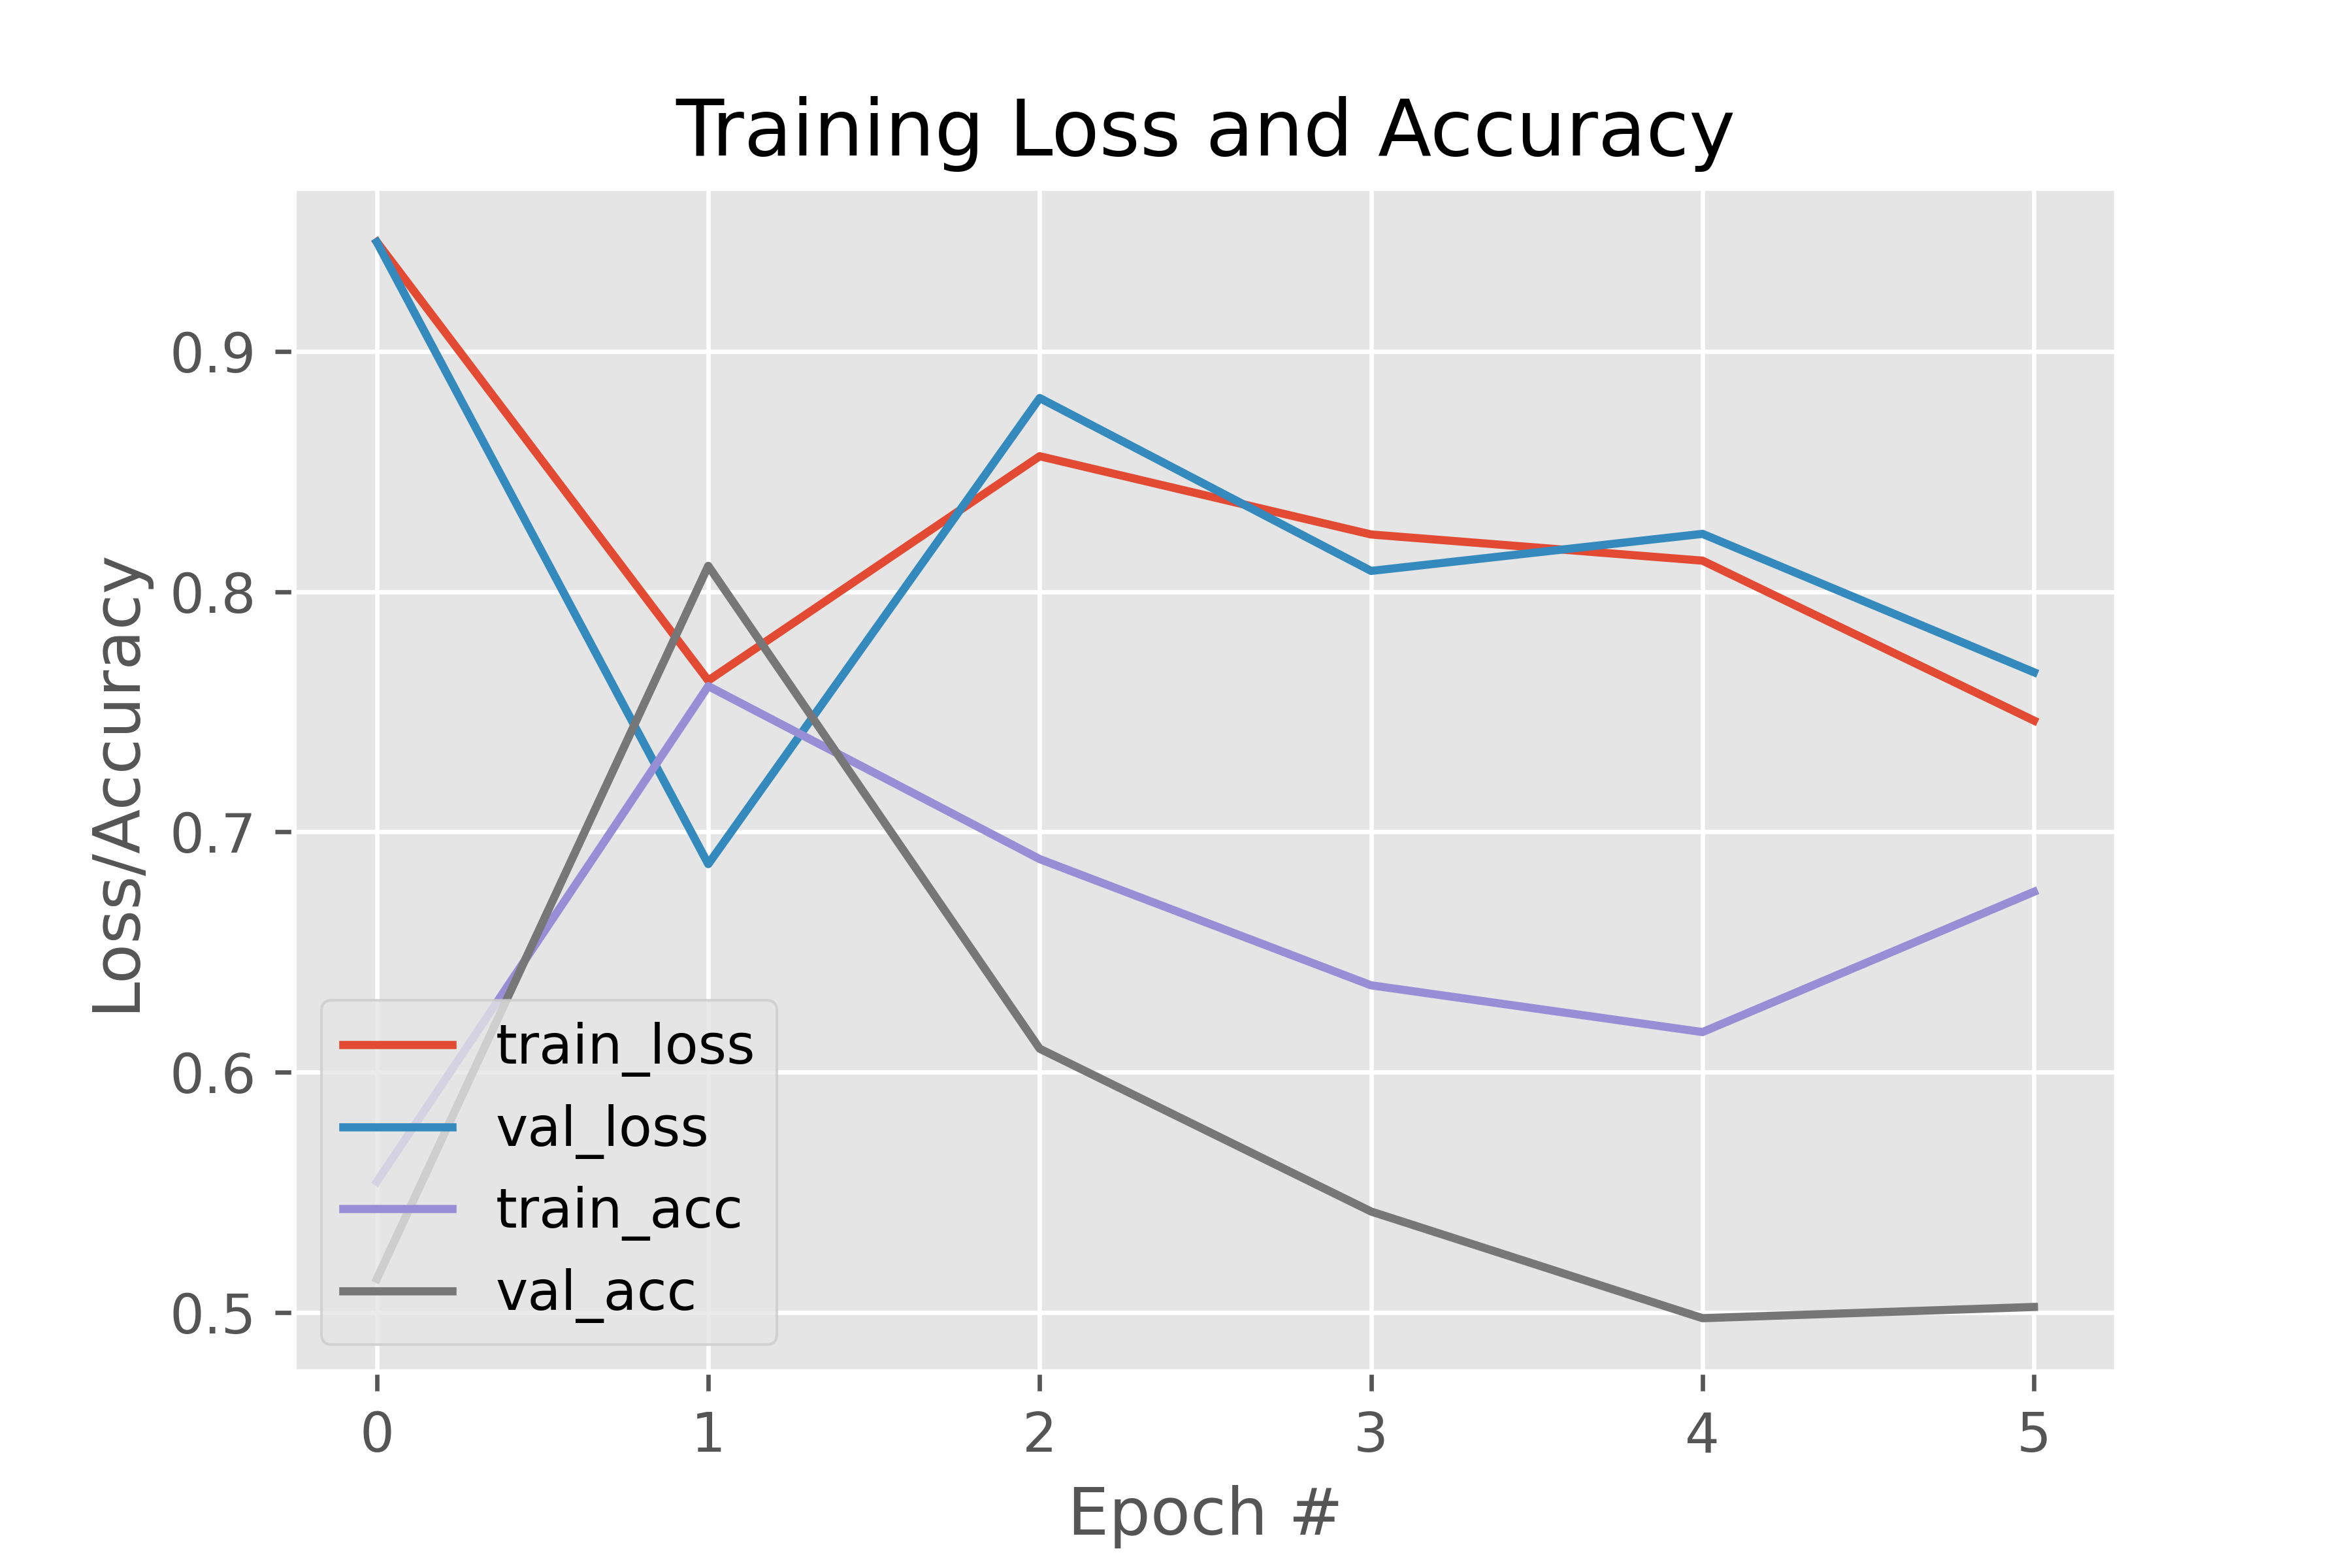 Training Loss and Accuracy
Loss/Accuracy
0.9
0.8
0.7
0.6
0.5
train_loss
val_loss
train_acc
val_acc
0 1 2 3 4 5
Epoch #